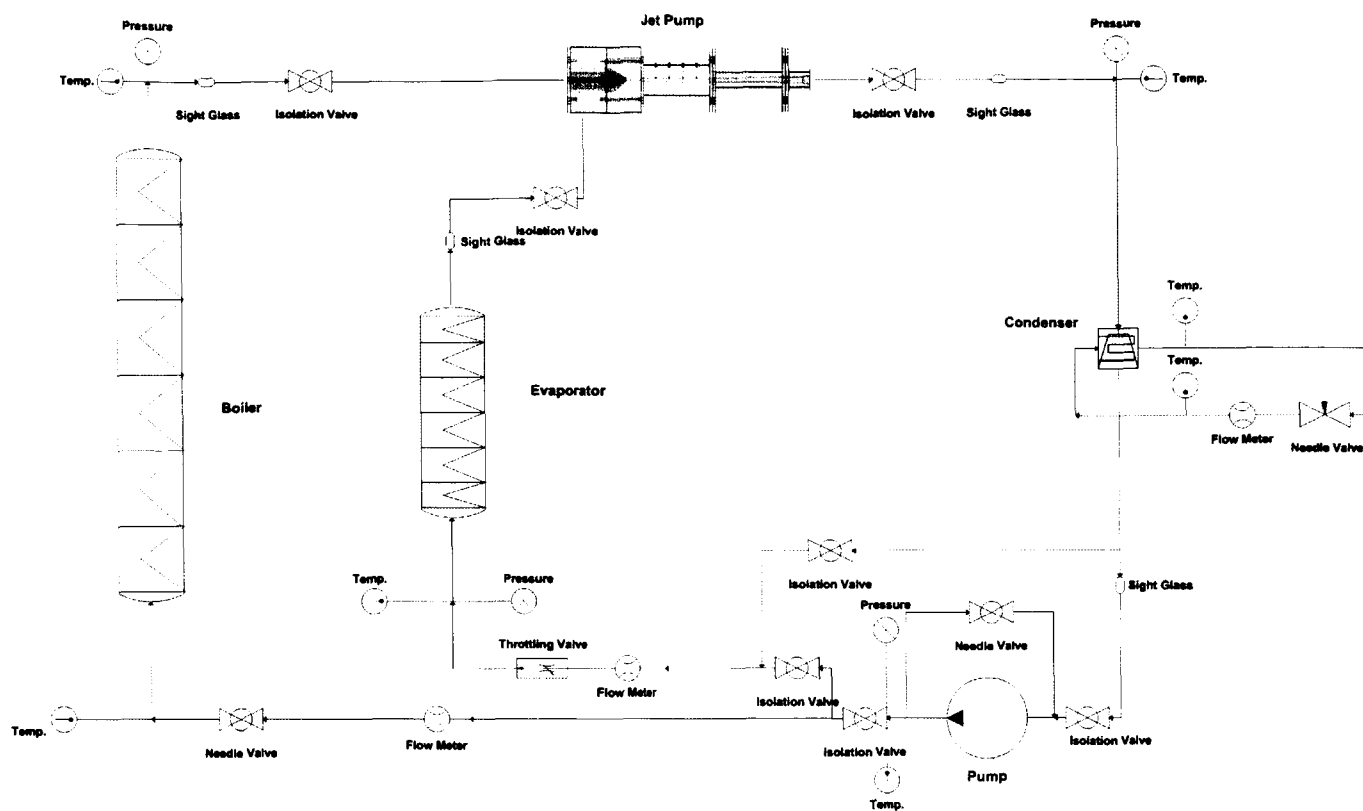 Jet Pump
Pressure
Pressure
Temp.
Temp.
Sight Glass
Isolation Valve
Isolation Valve
Sight Glass
Isolation Valve
Sight Glass
Temp.
Condenser
Temp.
Evaporator
Boiler
Flow Meter
Needle Valve
Temp.
Pressure
Isolation Valve
Sight Glass
Pressure
Throttling Valve
Needle Valve
Flow Meter
Isolation Valve
Temp.
Needle Valve
Flow Meter
Isolation Valve
Isolation Valve
Pump
Temp.